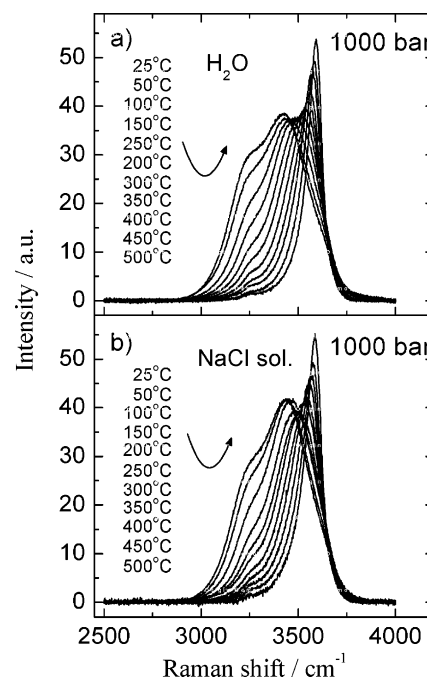 a)
1000 bar
H₂O
25°C
50°C
100°C
150°C
250°C
200°C
300°C
350°C
400°C
450°C
500°C
50
40
30
20
10
0
Intensity / a.u.
b)
1000 bar
NaCl sol.
25°C
50°C
100°C
150°C
200°C
250°C
300°C
350°C
400°C
450°C
500°C
50
40
30
20
10
0
2500 3000 3500 4000
Raman shift / cm⁻¹